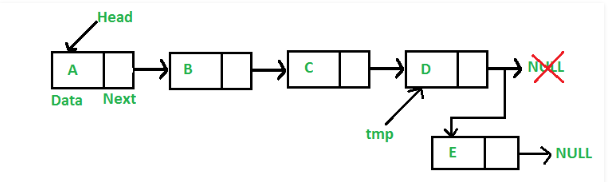 Head
A B C D NULL
Data Next
tmp
E NULL